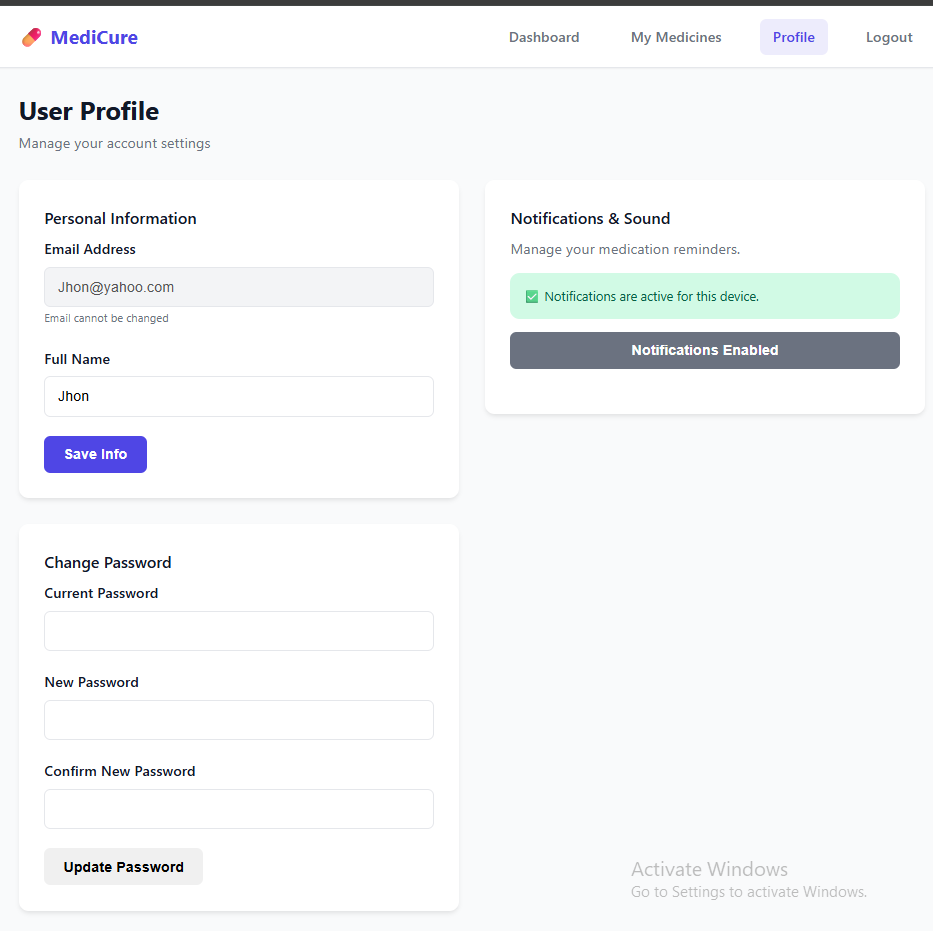 MediCure
Dashboard
My Medicines
Profile
Logout
User Profile
Manage your account settings
Personal Information
Email Address
Jhon@yahoo.com
Email cannot be changed
Full Name
Jhon
Save Info
Notifications & Sound
Manage your medication reminders.
✅ Notifications are active for this device.
Notifications Enabled
Change Password
Current Password
New Password
Confirm New Password
Update Password
Activate Windows
Go to Settings to activate Windows.